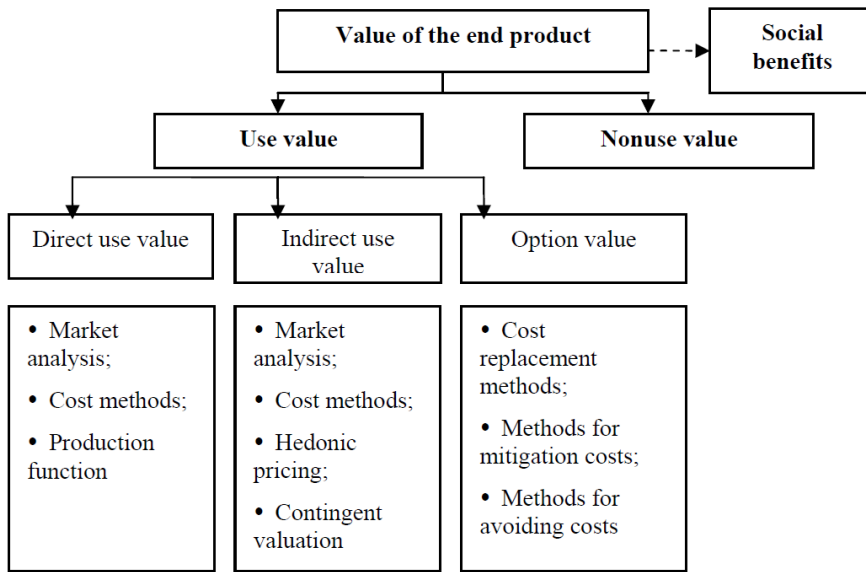 Value of the end product
Social
benefits
Use value
Nonuse value
Direct use value
Indirect use
value
Option value
• Market
analysis;
• Cost methods;
• Production
function
• Market
analysis;
• Cost methods;
• Hedonic
pricing;
• Contingent
valuation
• Cost
replacement
methods;
• Methods for
mitigation costs;
• Methods for
avoiding costs